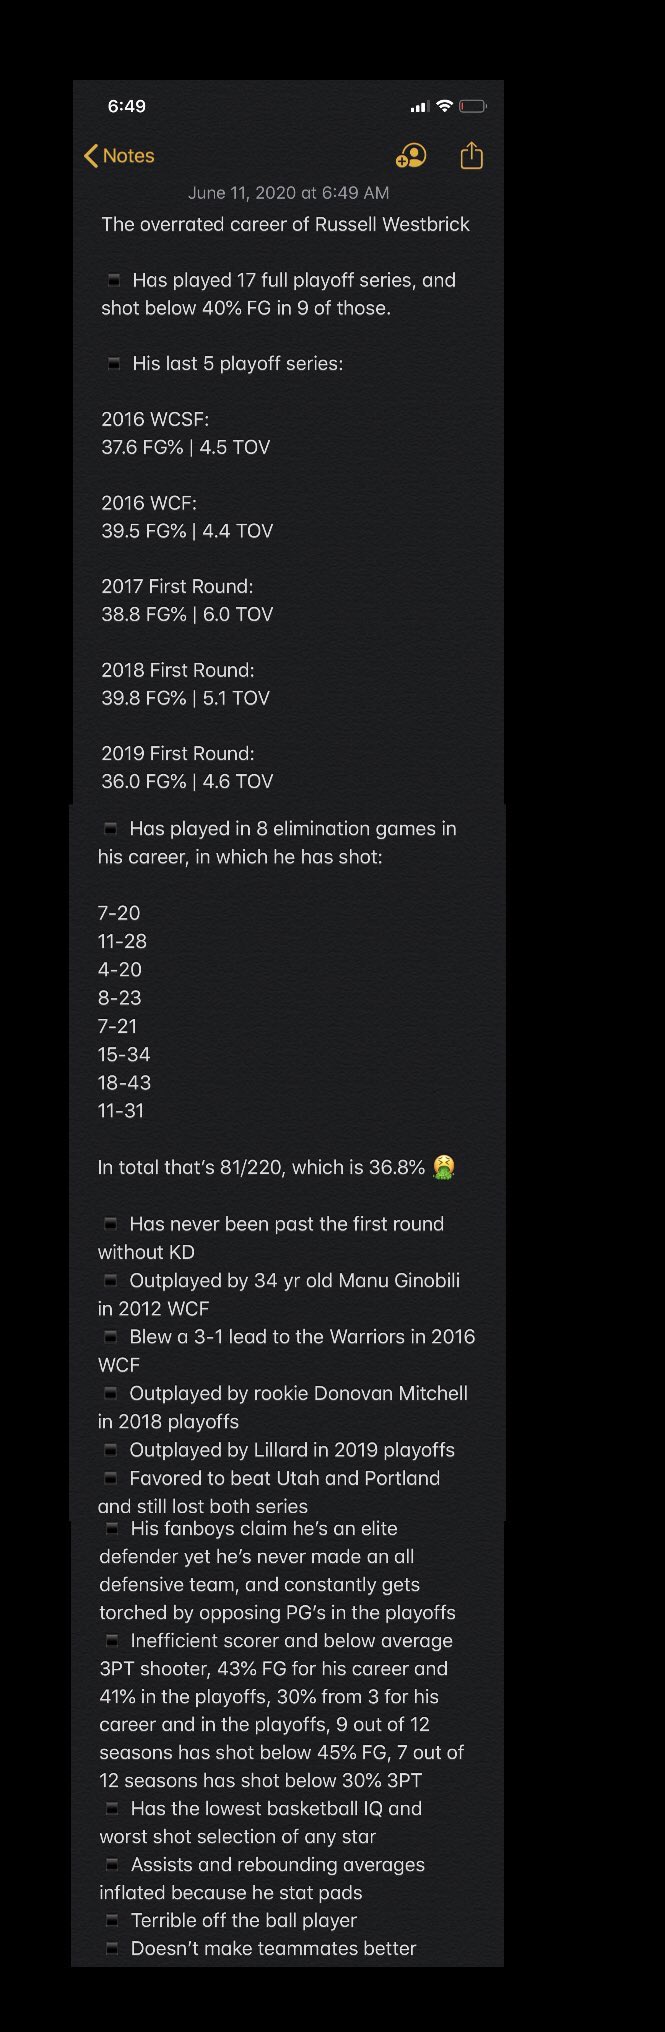 6:49
Notes
June 11, 2020 at 6:49 AM
The overrated career of Russell Westbrick
▪️ Has played 17 full playoff series, and
shot below 40% FG in 9 of those.
▪️ His last 5 playoff series:
2016 WCSF:
37.6 FG% | 4.5 TOV
2016 WCF:
39.5 FG% | 4.4 TOV
2017 First Round:
38.8 FG% | 6.0 TOV
2018 First Round:
39.8 FG% | 5.1 TOV
2019 First Round:
36.0 FG% | 4.6 TOV
▪️ Has played in 8 elimination games in
his career, in which he has shot:
7-20
11-28
4-20
8-23
7-21
15-34
18-43
11-31
In total that's 81/220, which is 36.8% 🤮
▪️ Has never been past the first round
without KD
▪️ Outplayed by 34 yr old Manu Ginobili
in 2012 WCF
▪️ Blew a 3-1 lead to the Warriors in 2016
WCF
▪️ Outplayed by rookie Donovan Mitchell
in 2018 playoffs
▪️ Outplayed by Lillard in 2019 playoffs
▪️ Favored to beat Utah and Portland
and still lost both series
▪️ His fanboys claim he's an elite
defender yet he's never made an all
defensive team, and constantly gets
torched by opposing PG's in the playoffs
▪️ Inefficient scorer and below average
3PT shooter, 43% FG for his career and
41% in the playoffs, 30% from 3 for his
career and in the playoffs, 9 out of 12
seasons has shot below 45% FG, 7 out of
12 seasons has shot below 30% 3PT
▪️ Has the lowest basketball IQ and
worst shot selection of any star
▪️ Assists and rebounding averages
inflated because he stat pads
▪️ Terrible off the ball player
▪️ Doesn't make teammates better